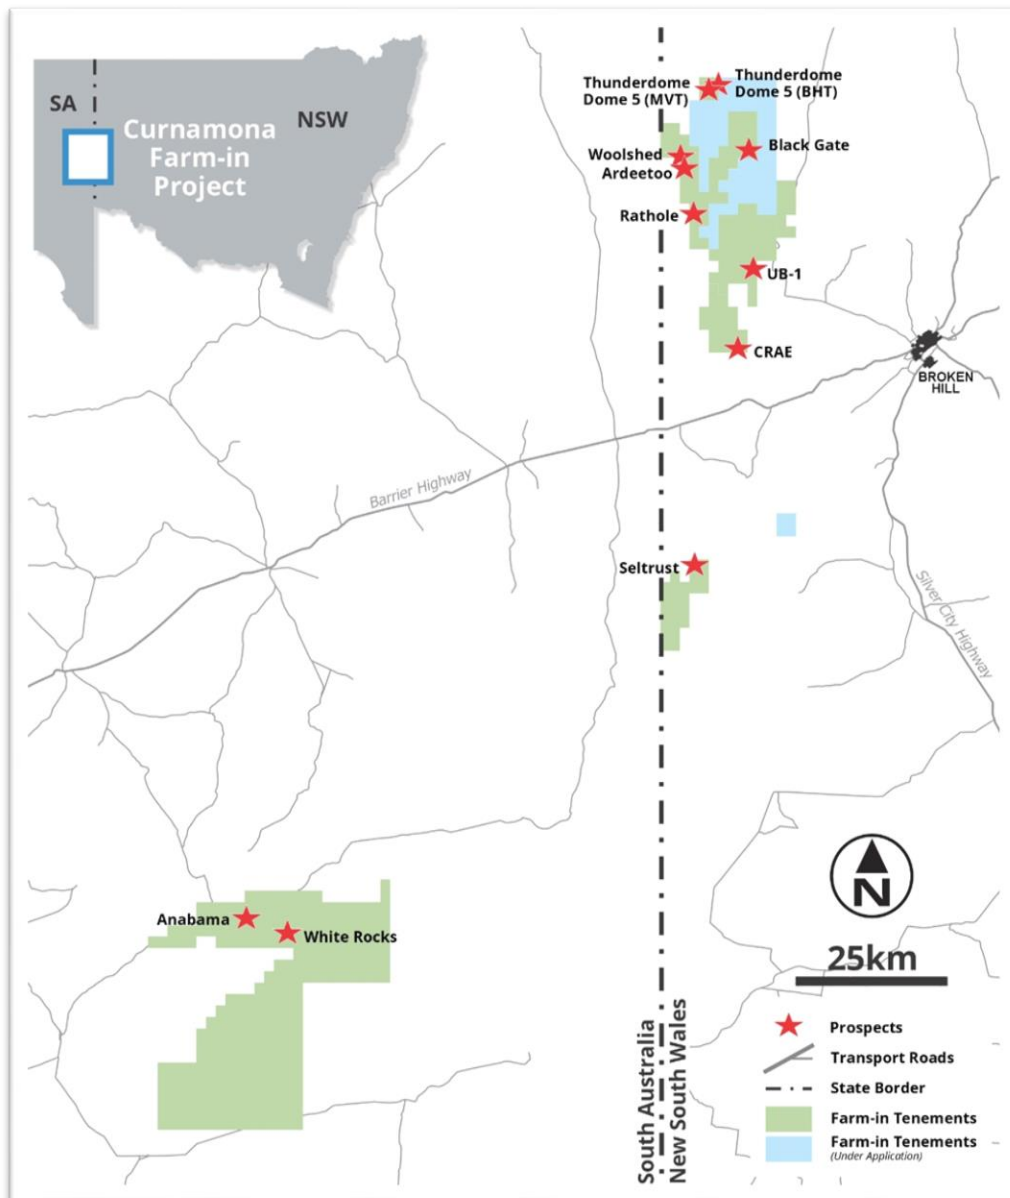 SA
NSW
Curnamona
Farm-in
Project
Thunderdome
Dome 5 (MVT)
Thunderdome
Dome 5 (BHT)
Woolshed
Ardeetoo
Black Gate
Rathole
UB-1
CRAE
BROKEN
HILL
Barrier Highway
Seltrust
Silver City Highway
Anabama
White Rocks
N
25km
South Australia
New South Wales
Prospects
Transport Roads
State Border
Farm-in Tenements
Farm-in Tenements
(Under Application)